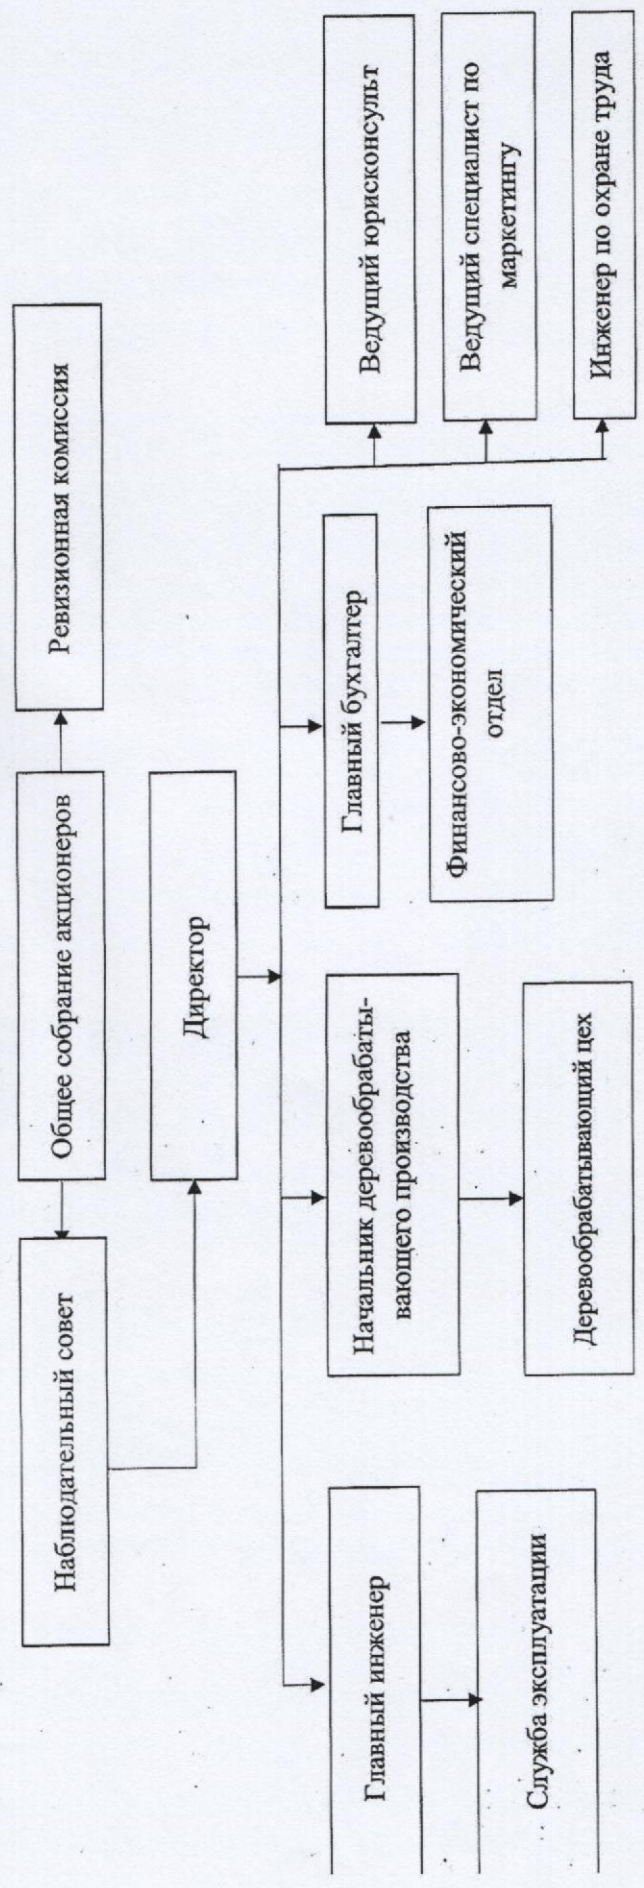 Наблюдательный совет
Общее собрание акционеров
Ревизионная комиссия
Директор
Главный инженер
Начальник деревообрабаты-
вающего производства
Главный бухгалтер
Ведущий юрисконсульт
Ведущий специалист по
маркетингу
Инженер по охране труда
Служба эксплуатации
Деревообрабатывающий цех
Финансово-экономический
отдел